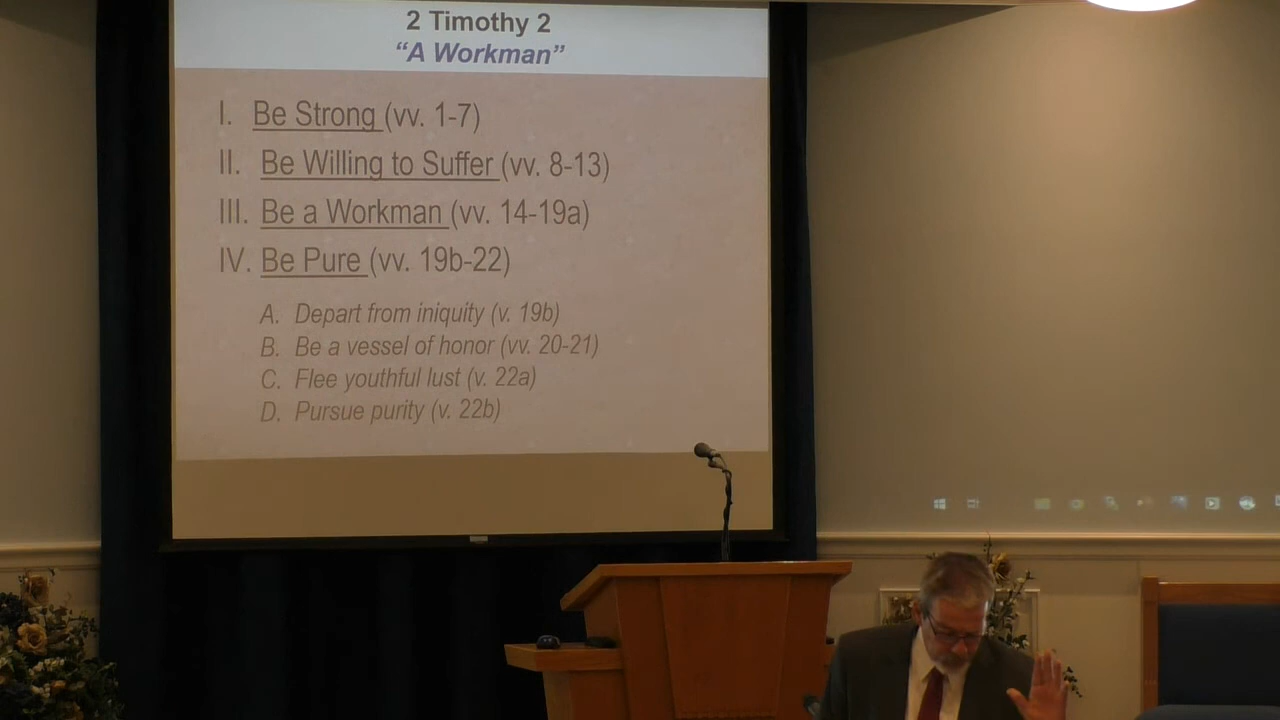 2 Timothy 2
“A Workman”
I. Be Strong (vv. 1-7)
II. Be Willing to Suffer (vv. 8-13)
III. Be a Workman (vv. 14-19a)
IV. Be Pure (vv. 19b-22)
A. Depart from iniquity (v. 19b)
B. Be a vessel of honor (vv. 20-21)
C. Flee youthful lust (v. 22a)
D. Pursue purity (v. 22b)